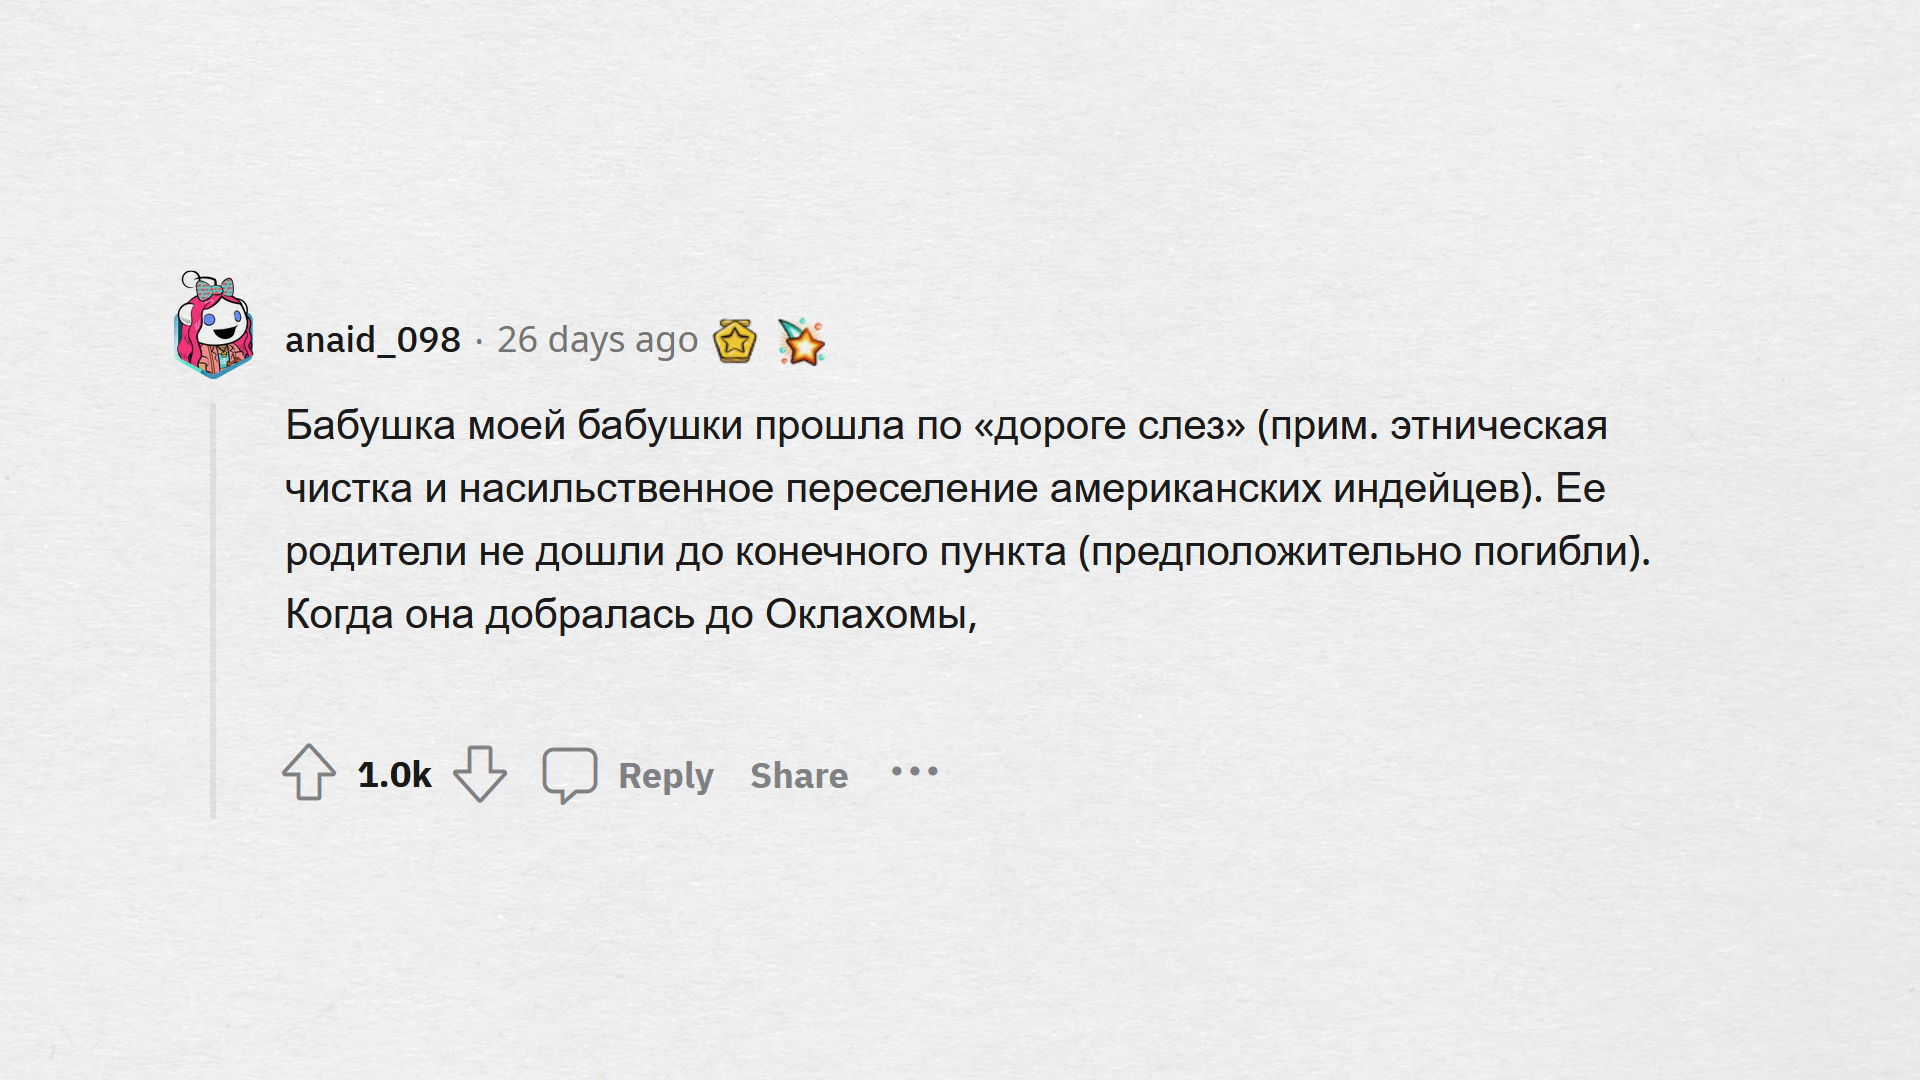 anaid_098 · 26 days ago
Бабушка моей бабушки прошла по «дороге слез» (прим. этническая
чистка и насильственное переселение американских индейцев). Ее
родители не дошли до конечного пункта (предположительно погибли).
Когда она добралась до Оклахомы,
1.0k Reply Share •••